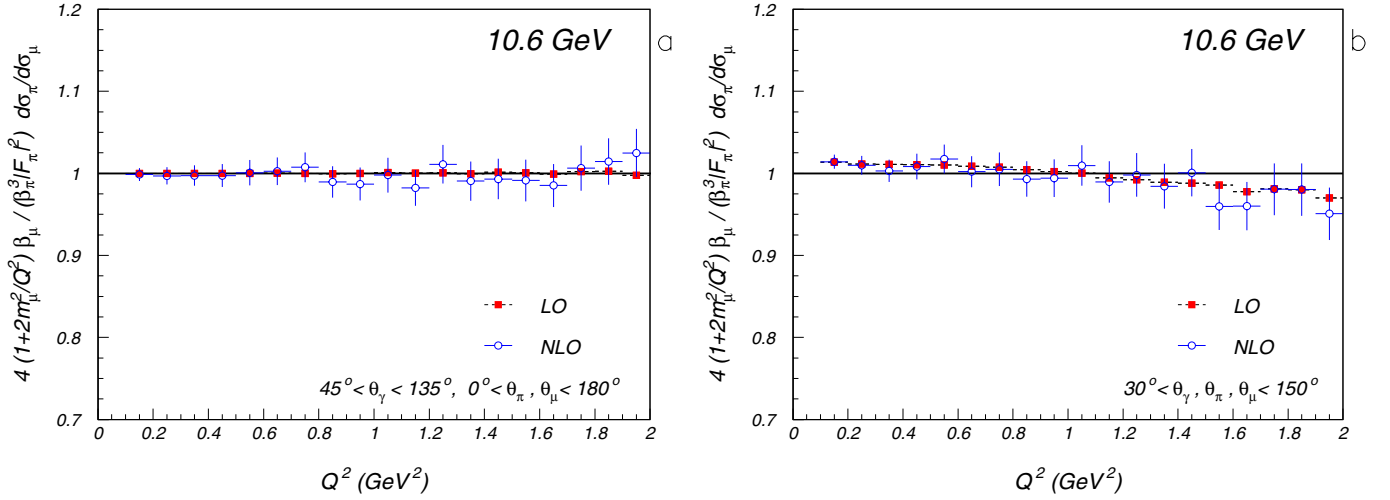 4 (1+2m_μ^2/Q^2) β_μ / (β_π^3|F_π|^2) dσ_π/dσ_μ
1.2
1.1
1
0.9
0.8
0.7
10.6 GeV
a
LO
NLO
45°< θ_γ < 135°, 0°< θ_π , θ_μ < 180°
0 0.2 0.4 0.6 0.8 1 1.2 1.4 1.6 1.8 2
Q^2 (GeV^2)
4 (1+2m_μ^2/Q^2) β_μ / (β_π^3|F_π|^2) dσ_π/dσ_μ
1.2
1.1
1
0.9
0.8
0.7
10.6 GeV
b
LO
NLO
30°< θ_γ , θ_π , θ_μ < 150°
0 0.2 0.4 0.6 0.8 1 1.2 1.4 1.6 1.8 2
Q^2 (GeV^2)